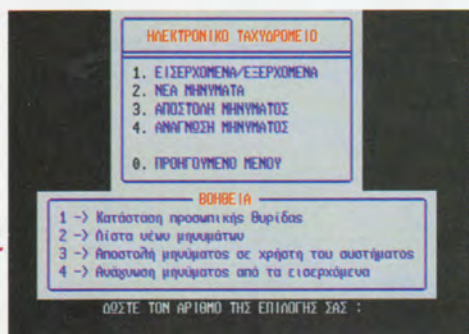 ΗΛΕΚΤΡΟΝΙΚΟ ΤΑΧΥΔΡΟΜΕΙΟ
1. ΕΙΣΕΡΧΟΜΕΝΑ/ΕΞΕΡΧΟΜΕΝΑ
2. ΝΕΑ ΜΗΝΥΜΑΤΑ
3. ΑΠΟΣΤΟΛΗ ΜΗΝΥΜΑΤΟΣ
4. ΑΝΑΓΝΩΣΗ ΜΗΝΥΜΑΤΟΣ
0. ΠΡΟΗΓΟΥΜΕΝΟ ΜΕΝΟΥ
ΒΟΗΘΕΙΑ
1 -> Κατάσταση προσωπικής θυρίδας
2 -> Λίστα νέων μηνυμάτων
3 -> Αποστολή μηνύματος σε χρήστη του συστήματος
4 -> Ανάγνωση μηνύματος από τα εισερχόμενα
ΔΩΣΤΕ ΤΟΝ ΑΡΙΘΜΟ ΤΗΣ ΕΠΙΛΟΓΗΣ ΣΑΣ :